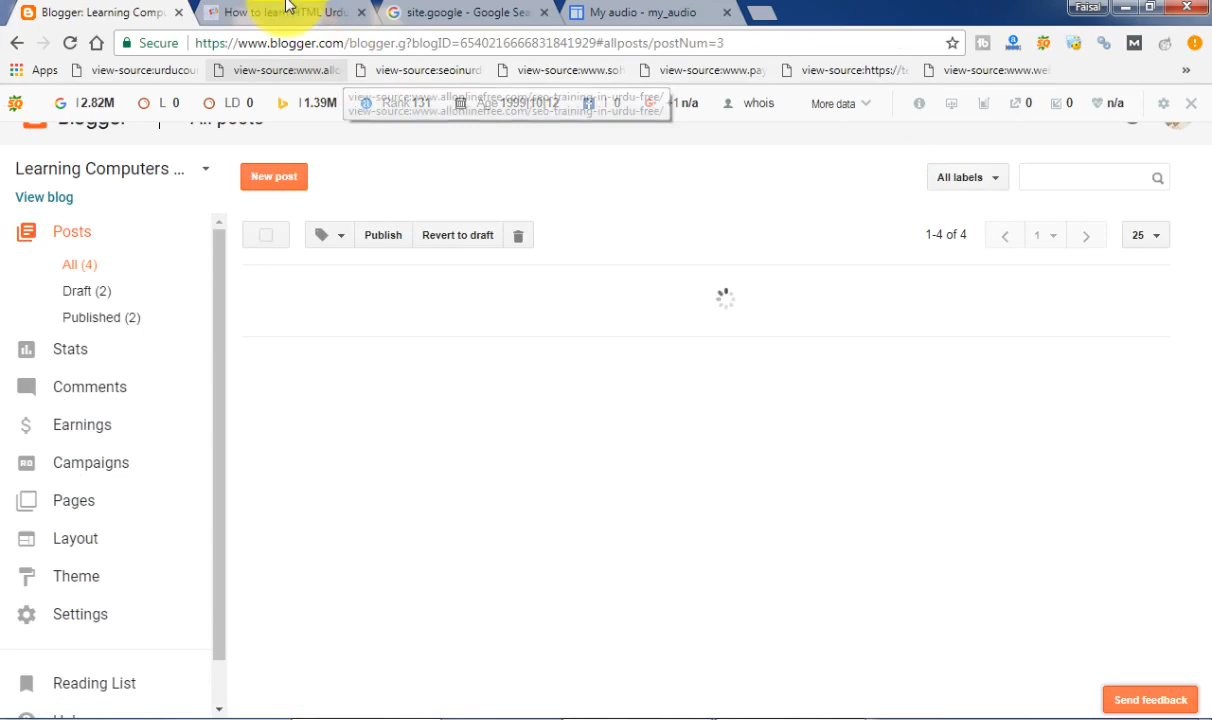 Blogger: Learning Comp
How to learn HTML Urdu
site.google - Google Sea
My audio - my_audio
Faisal
Secure
https://www.blogger.com/blogger.g?blogID=6540216666831841929#allposts/postNum=3
Apps
view-source:urducou
view-source:www.allo
view-source:seoinurd
view-source:www.so
view-source:www.pay
view-source:https://t
view-source:www.we
view-source:www.allonlinefree.com/seo-training-in-urdu-free/
view-source:www.allonlinefree.com/seo-training-in-urdu-free/
I 2.82M
L 0
LD 0
I 1.39M
Rank 131
Age 1999|10|12
I 0
+1 n/a
whois
More data
0
0
n/a
Blogger
All posts
Learning Computers ...
View blog
New post
All labels
Posts
Publish
Revert to draft
1-4 of 4
1
25
All (4)
Draft (2)
Published (2)
Stats
Comments
Earnings
Campaigns
Pages
Layout
Theme
Settings
Reading List
Send feedback